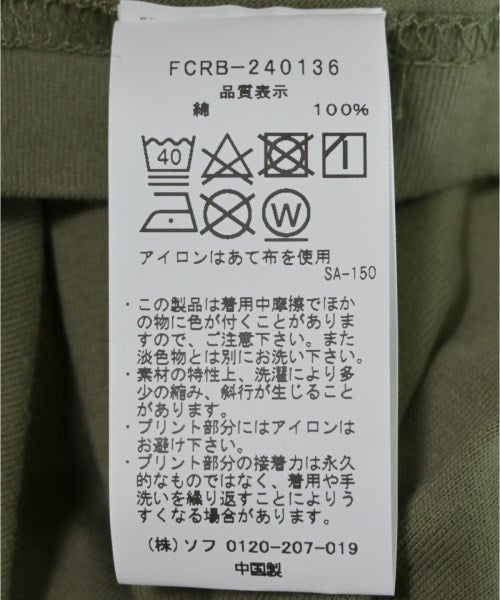 FCRB-240136
品質表示
綿 100%
40
W
アイロンはあて布を使用
SA-150
・この製品は着用中摩擦でほか
の物に色が付くことがありま
すので、ご注意下さい。また
淡色物とは別にお洗い下さい。
・素材の特性上、洗濯により多
少の縮み、斜行が生じること
があります。
・プリント部分にはアイロンは
お避け下さい。
・プリント部分の接着力は永久
的なものではなく、着用や手
洗いを繰り返すことによりう
すくなる場合があります。
(株)ソフ 0120-207-019
中国製